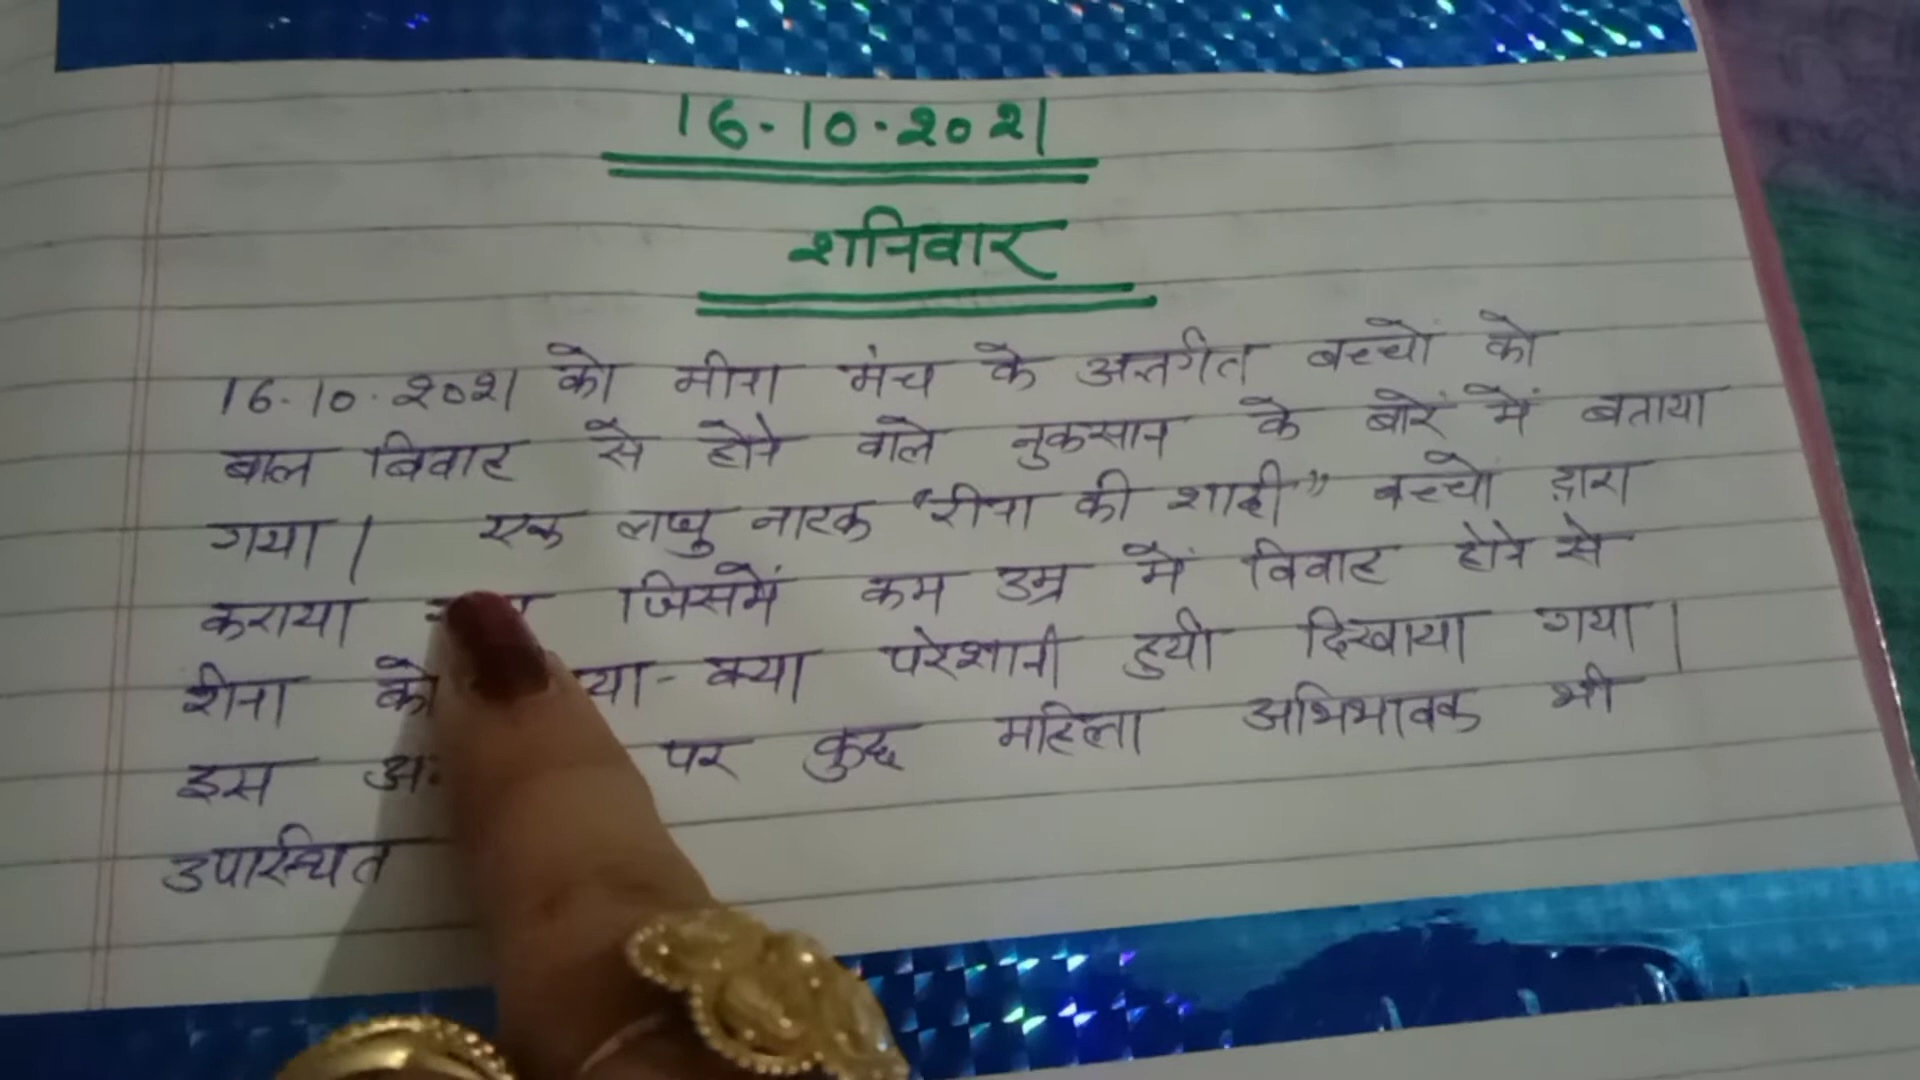 16.10.2021
शनिवार
16.10.2021 को मीना मंच के अन्तर्गत बच्चों को
बाल विवाह से होने वाले नुकसान के बारें में बताया
गया। एक लघु नाटक "रीना की शादी" बच्चों द्वारा
कराया जिसमें कम उम्र में विवाह होने से
रीना को क्या परेशानी हुयी दिखाया गया।
इस पर कुछ महिला अभिभावक भी
उपस्थित